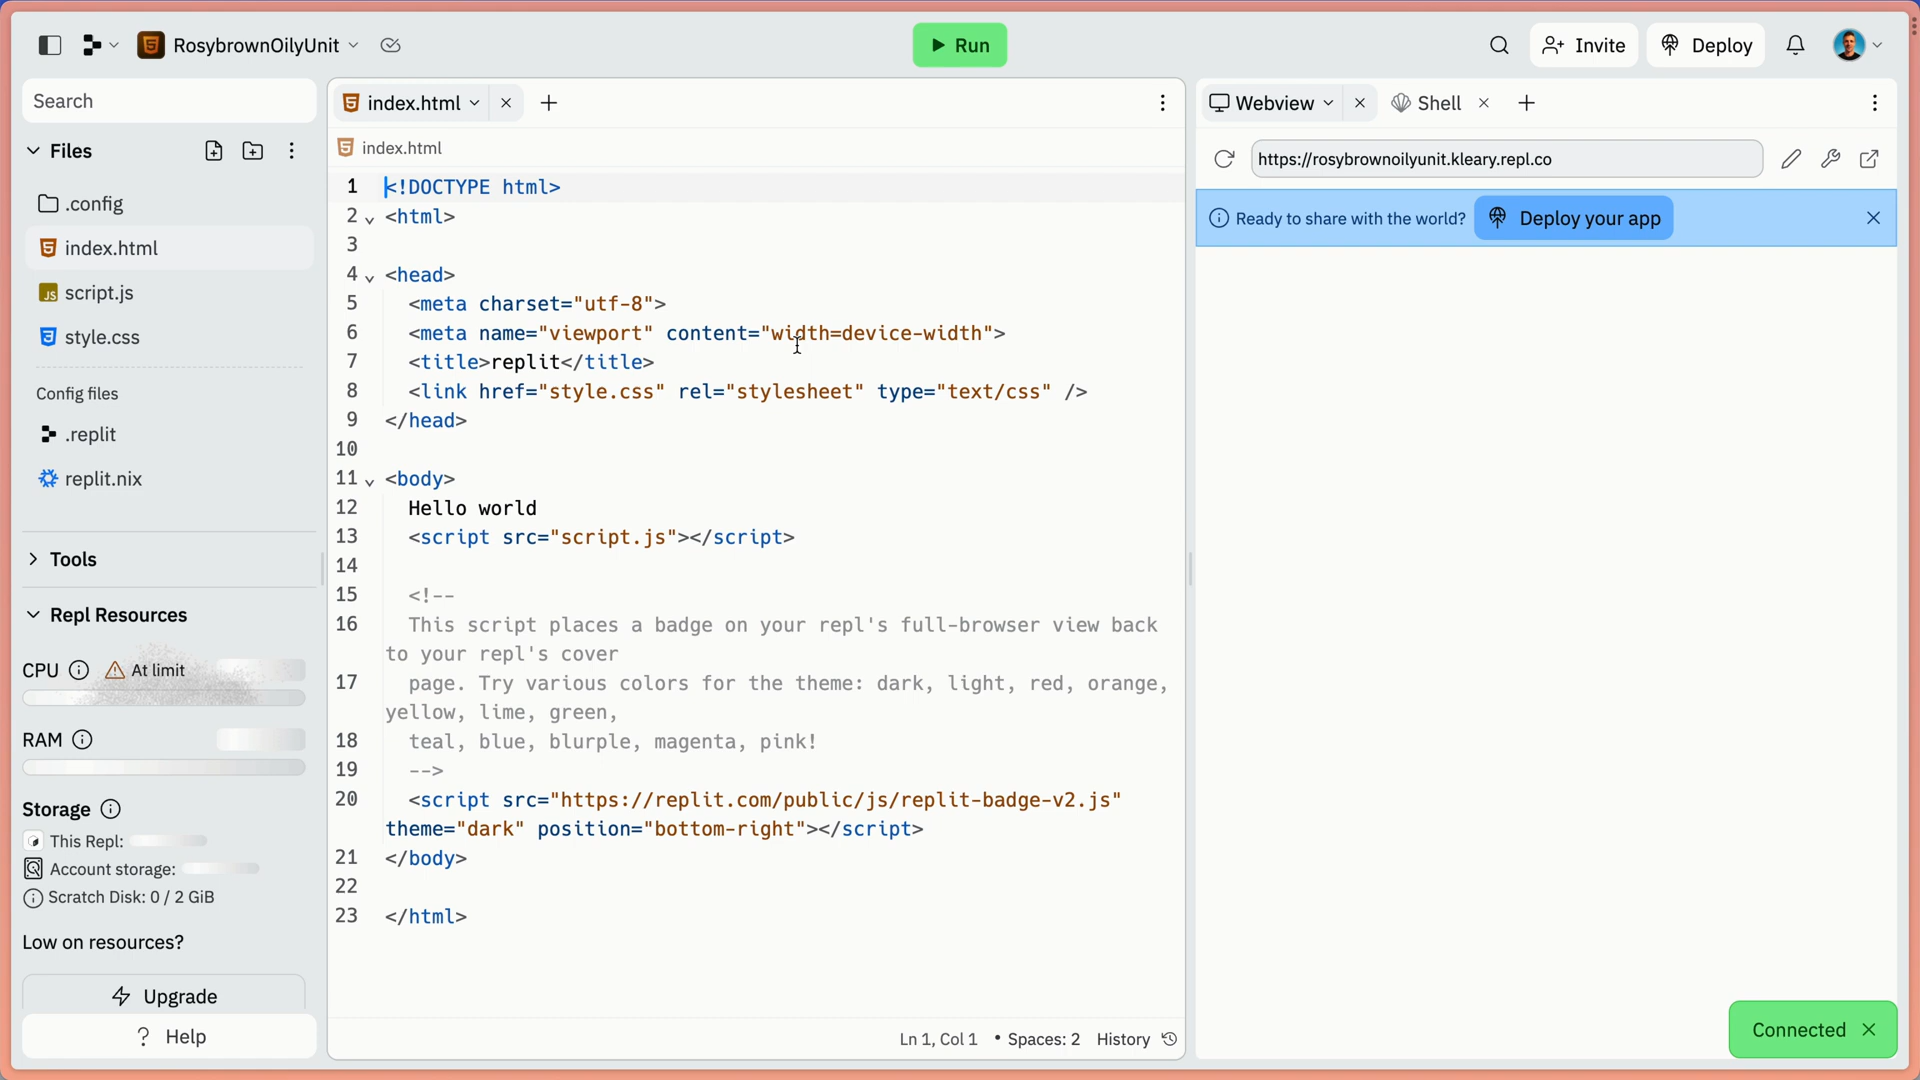 RosybrownOilyUnit
Run
Invite
Deploy
Search
Files
.config
index.html
JS script.js
style.css
Config files
.replit
replit.nix
Tools
Repl Resources
CPU At limit
RAM
Storage
This Repl:
Account storage:
Scratch Disk: 0 / 2 GiB
Low on resources?
Upgrade
? Help
index.html
index.html
1 <!DOCTYPE html>
2 <html>
3
4 <head>
5 <meta charset="utf-8">
6 <meta name="viewport" content="width=device-width">
7 <title>replit</title>
8 <link href="style.css" rel="stylesheet" type="text/css" />
9 </head>
10
11 <body>
12 Hello world
13 <script src="script.js"></script>
14
15 <!--
16 This script places a badge on your repl's full-browser view back
to your repl's cover
17 page. Try various colors for the theme: dark, light, red, orange,
yellow, lime, green,
18 teal, blue, blurple, magenta, pink!
19 -->
20 <script src="https://replit.com/public/js/replit-badge-v2.js"
theme="dark" position="bottom-right"></script>
21 </body>
22
23 </html>
Ln 1, Col 1 • Spaces: 2 History
Webview
Shell
https://rosybrownoilyunit.kleary.repl.co
Ready to share with the world? Deploy your app
Connected